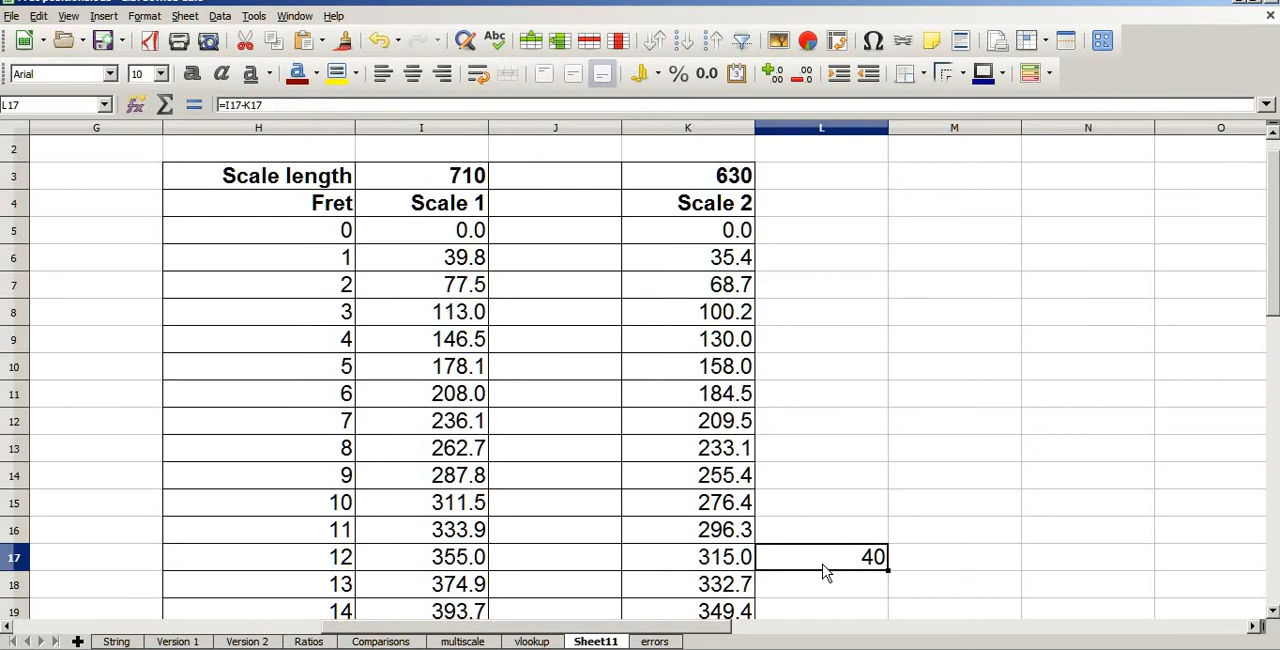 File Edit View Insert Format Sheet Data Tools Window Help
Arial 10
L17 =I17-K17
G H I J K L M N O
2
3 Scale length 710 630
4 Fret Scale 1 Scale 2
5 0 0.0 0.0
6 1 39.8 35.4
7 2 77.5 68.7
8 3 113.0 100.2
9 4 146.5 130.0
10 5 178.1 158.0
11 6 208.0 184.5
12 7 236.1 209.5
13 8 262.7 233.1
14 9 287.8 255.4
15 10 311.5 276.4
16 11 333.9 296.3
17 12 355.0 315.0 40
18 13 374.9 332.7
19 14 393.7 349.4
String Version 1 Version 2 Ratios Comparisons multiscale vlookup Sheet11 errors